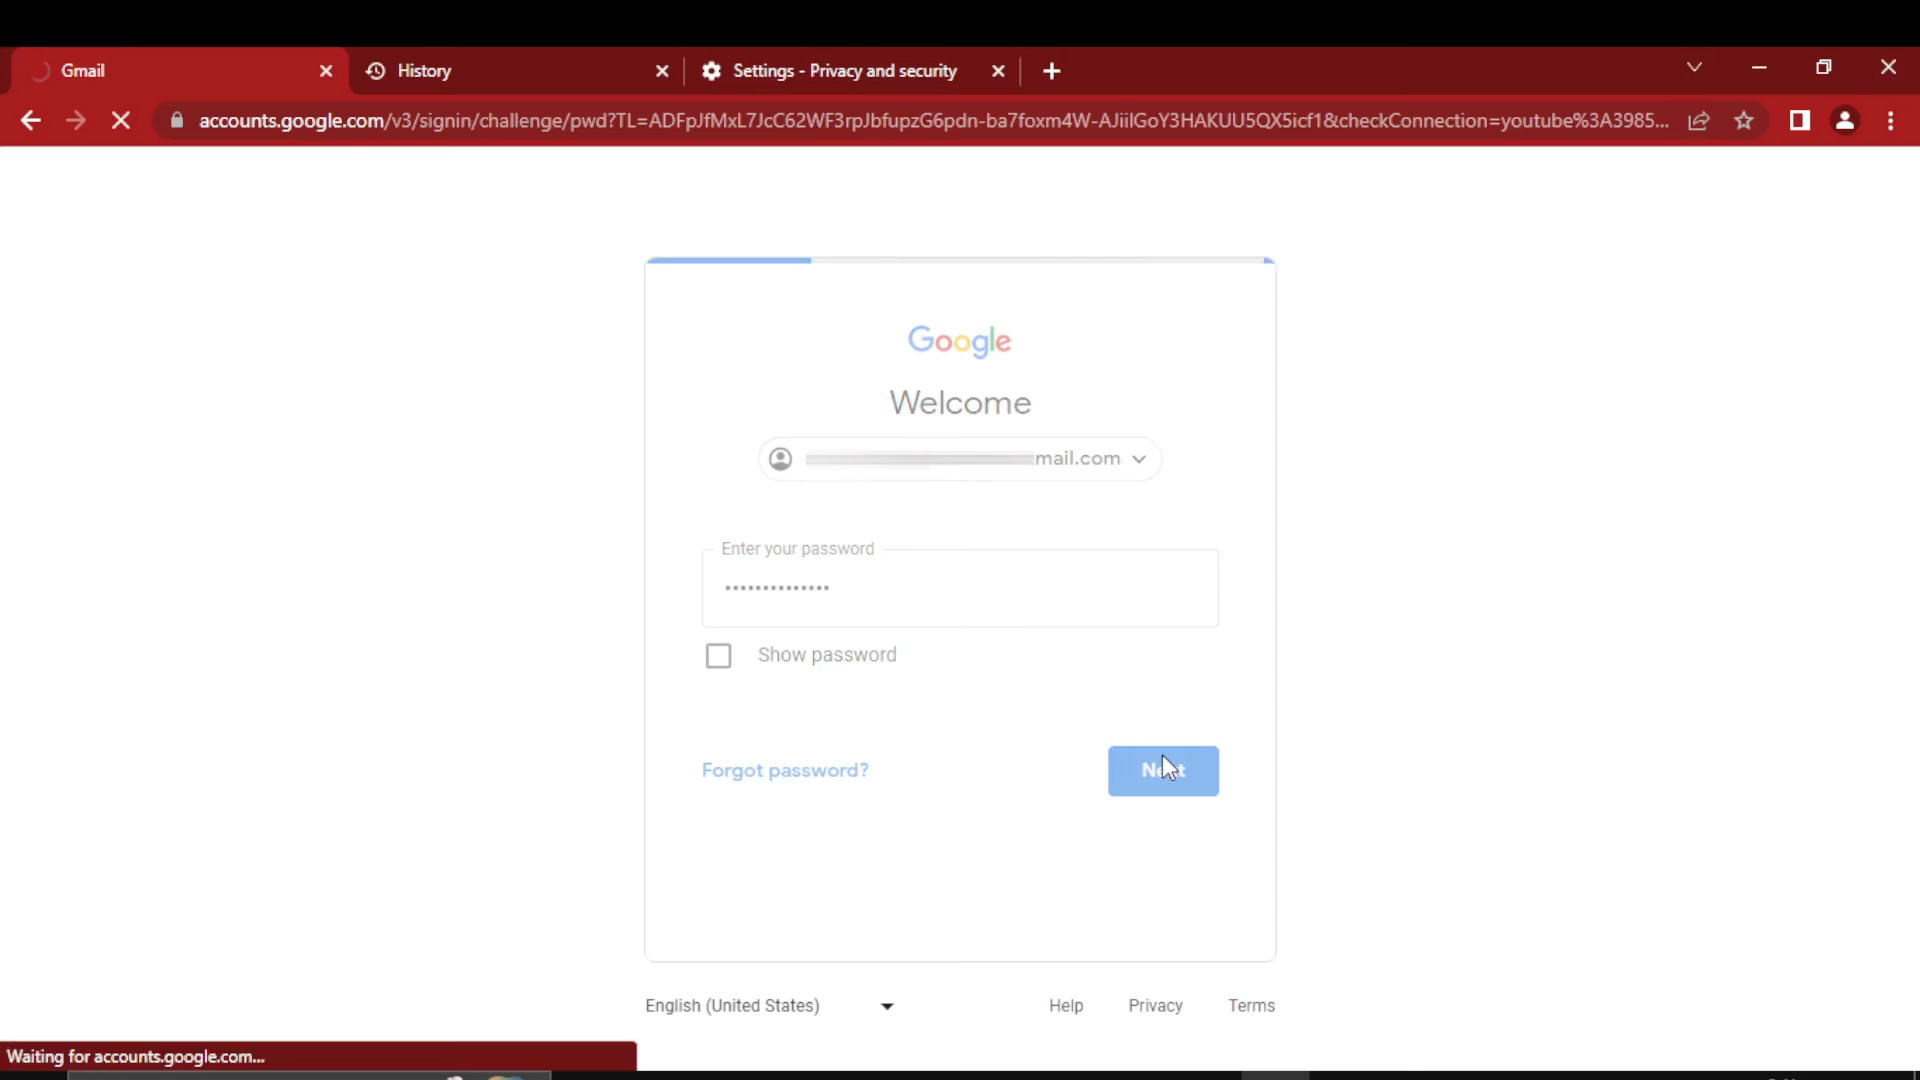 Gmail
History
Settings - Privacy and security
accounts.google.com/v3/signin/challenge/pwd?TL=ADFpJfMxL7JcC62WF3rpJbfupzG6pdn-ba7foxm4W-AJiilGoY3HAKUU5QX5icf1&checkConnection=youtube%3A3985...
Google
Welcome
mail.com
Enter your password
••••••••••••••
Show password
Forgot password?
Next
English (United States)
Help
Privacy
Terms
Waiting for accounts.google.com...